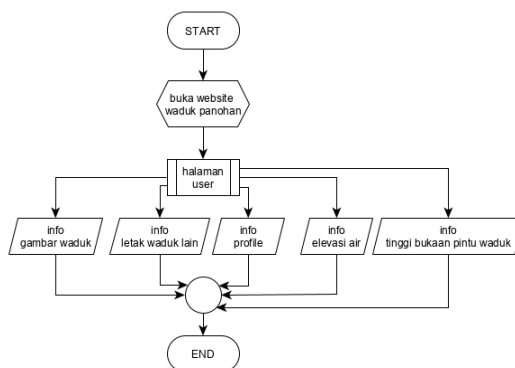 START
buka website
waduk panohan
halaman
user
info
gambar waduk
info
letak waduk lain
info
profile
info
elevasi air
info
tinggi bukaan pintu waduk
END